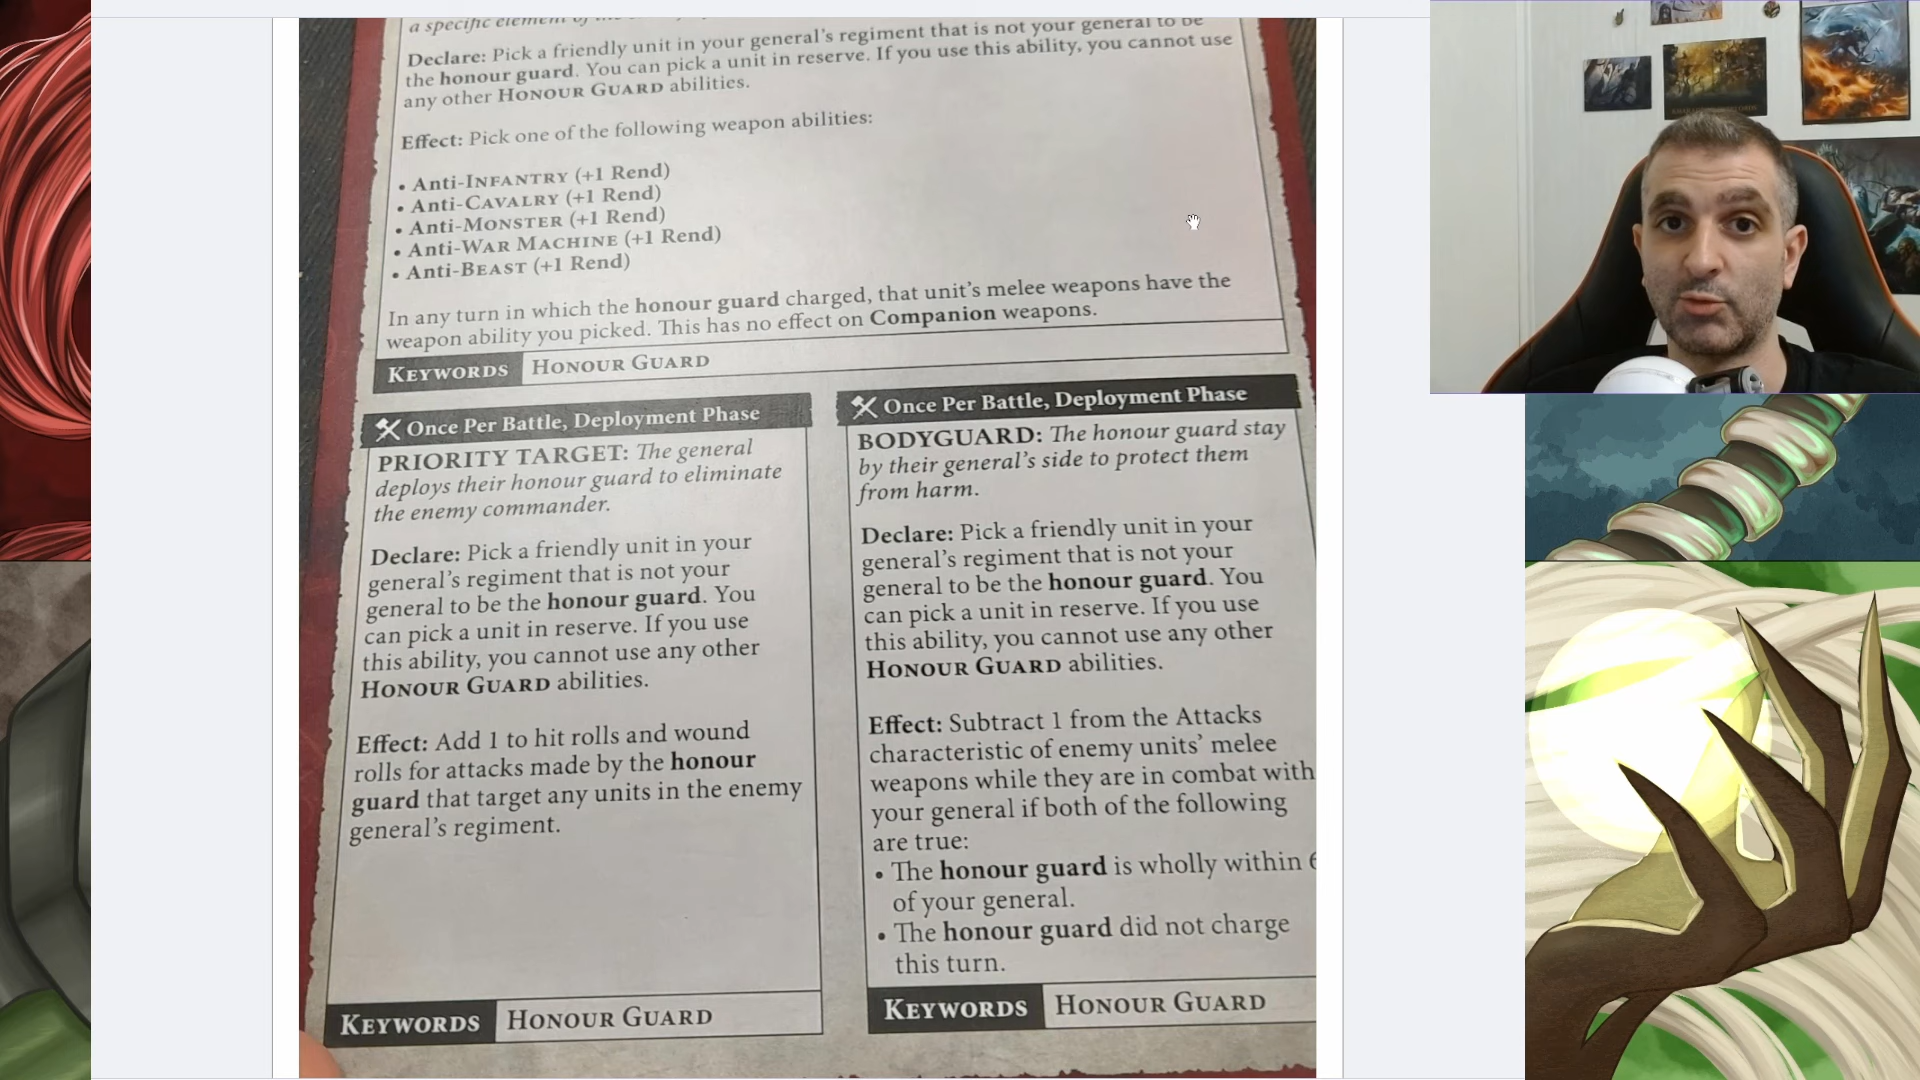 a specific element of
Declare: Pick a friendly unit in your general's regiment that is not your general to be
the honour guard. You can pick a unit in reserve. If you use this ability, you cannot use
any other HONOUR GUARD abilities.
Effect: Pick one of the following weapon abilities:
• Anti-INFANTRY (+1 Rend)
• Anti-CAVALRY (+1 Rend)
• Anti-MONSTER (+1 Rend)
• Anti-WAR MACHINE (+1 Rend)
• Anti-BEAST (+1 Rend)
In any turn in which the honour guard charged, that unit's melee weapons have the
weapon ability you picked. This has no effect on Companion weapons.
KEYWORDS HONOUR GUARD
Once Per Battle, Deployment Phase
PRIORITY TARGET: The general
deploys their honour guard to eliminate
the enemy commander.
Declare: Pick a friendly unit in your
general's regiment that is not your
general to be the honour guard. You
can pick a unit in reserve. If you use
this ability, you cannot use any other
HONOUR GUARD abilities.
Effect: Add 1 to hit rolls and wound
rolls for attacks made by the honour
guard that target any units in the enemy
general's regiment.
KEYWORDS HONOUR GUARD
Once Per Battle, Deployment Phase
BODYGUARD: The honour guard stay
by their general's side to protect them
from harm.
Declare: Pick a friendly unit in your
general's regiment that is not your
general to be the honour guard. You
can pick a unit in reserve. If you use
this ability, you cannot use any other
HONOUR GUARD abilities.
Effect: Subtract 1 from the Attacks
characteristic of enemy units' melee
weapons while they are in combat with
your general if both of the following
are true:
• The honour guard is wholly within 6
of your general.
• The honour guard did not charge
this turn.
KEYWORDS HONOUR GUARD